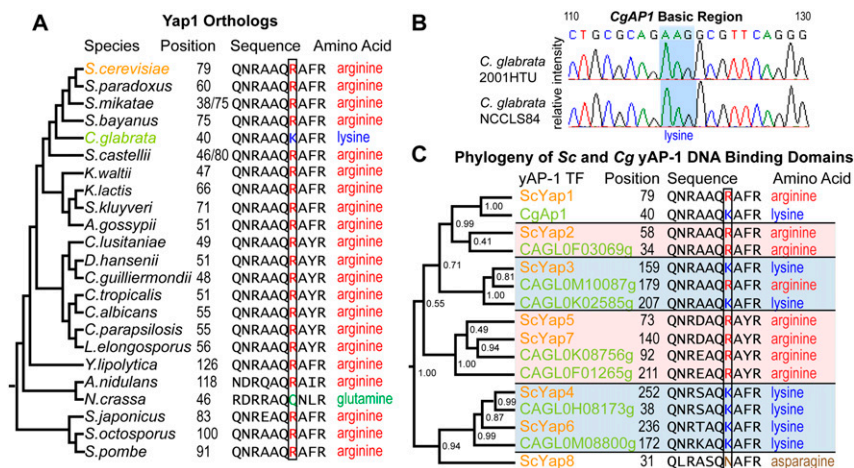 A
Yap1 Orthologs
Species Position Sequence Amino Acid
S.cerevisiae 79 QNRAAQRAFR arginine
S.paradoxus 60 QNRAAQRAFR arginine
S.mikatae 38/75 QNRAAQRAFR arginine
S.bayanus 75 QNRAAQRAFR arginine
C.glabrata 40 QNRAAQKAFR lysine
S.castellii 46/80 QNRAAQRAFR arginine
K.waltii 47 QNRAAQRAFR arginine
K.lactis 66 QNRAAQRAFR arginine
S.kluyveri 71 QNRAAQRAFR arginine
A.gossypii 51 QNRAAQRAFR arginine
C.lusitaniae 49 QNRAAQRAYR arginine
D.hansenii 51 QNRAAQRAYR arginine
C.guilliermondii 48 QNRAAQRAYR arginine
C.tropicalis 51 QNRAAQRAYR arginine
C.albicans 55 QNRAAQRAYR arginine
C.parapsilosis 55 QNRAAQRAYR arginine
L.elongosporus 56 QNRAAQRAYR arginine
Y.lipolytica 126 QNRAAQRAFR arginine
A.nidulans 118 NDRQAQRAIR arginine
N.crassa 46 RDRRAQQNLR glutamine
S.japonicus 83 QNREAQRAFR arginine
S.octosporus 100 QNRAAQRAFR arginine
S.pombe 91 QNRAAQRAFR arginine
B
CgAP1 Basic Region
110 130
C T G C G C A G A A G G C G T T C A G G G
relative intensity
C. glabrata
2001HTU
C. glabrata
NCCLS84
lysine
C
Phylogeny of Sc and Cg yAP-1 DNA Binding Domains
yAP-1 TF Position Sequence Amino Acid
ScYap1 79 QNRAAQRAFR arginine
1.00
CgAp1 40 QNRAAQKAFR lysine
0.99
ScYap2 58 QNRAAQRAFR arginine
0.41
CAGL0F03069g 34 QNRAAQRAFR arginine
0.71
ScYap3 159 QNRAAQKAFR lysine
0.81
CAGL0M10087g 179 QNRAAQRAFR arginine
1.00
CAGL0K02585g 207 QNRAAQKAFR lysine
0.55
ScYap5 73 QNRDAQRAYR arginine
0.49
ScYap7 140 QNRDAQRAYR arginine
0.94
CAGL0K08756g 92 QNREAQRAYR arginine
1.00
CAGL0F01265g 211 QNREAQRAYR arginine
ScYap4 252 QNRSAQKAFR lysine
0.99
CAGL0H08173g 38 QNRSAQKAFR lysine
0.87
ScYap6 236 QNRTAQKAFR lysine
0.99
CAGL0M08800g 172 QNRKAQKAFR lysine
0.94
ScYap8 31 QLRASQNAFR asparagine